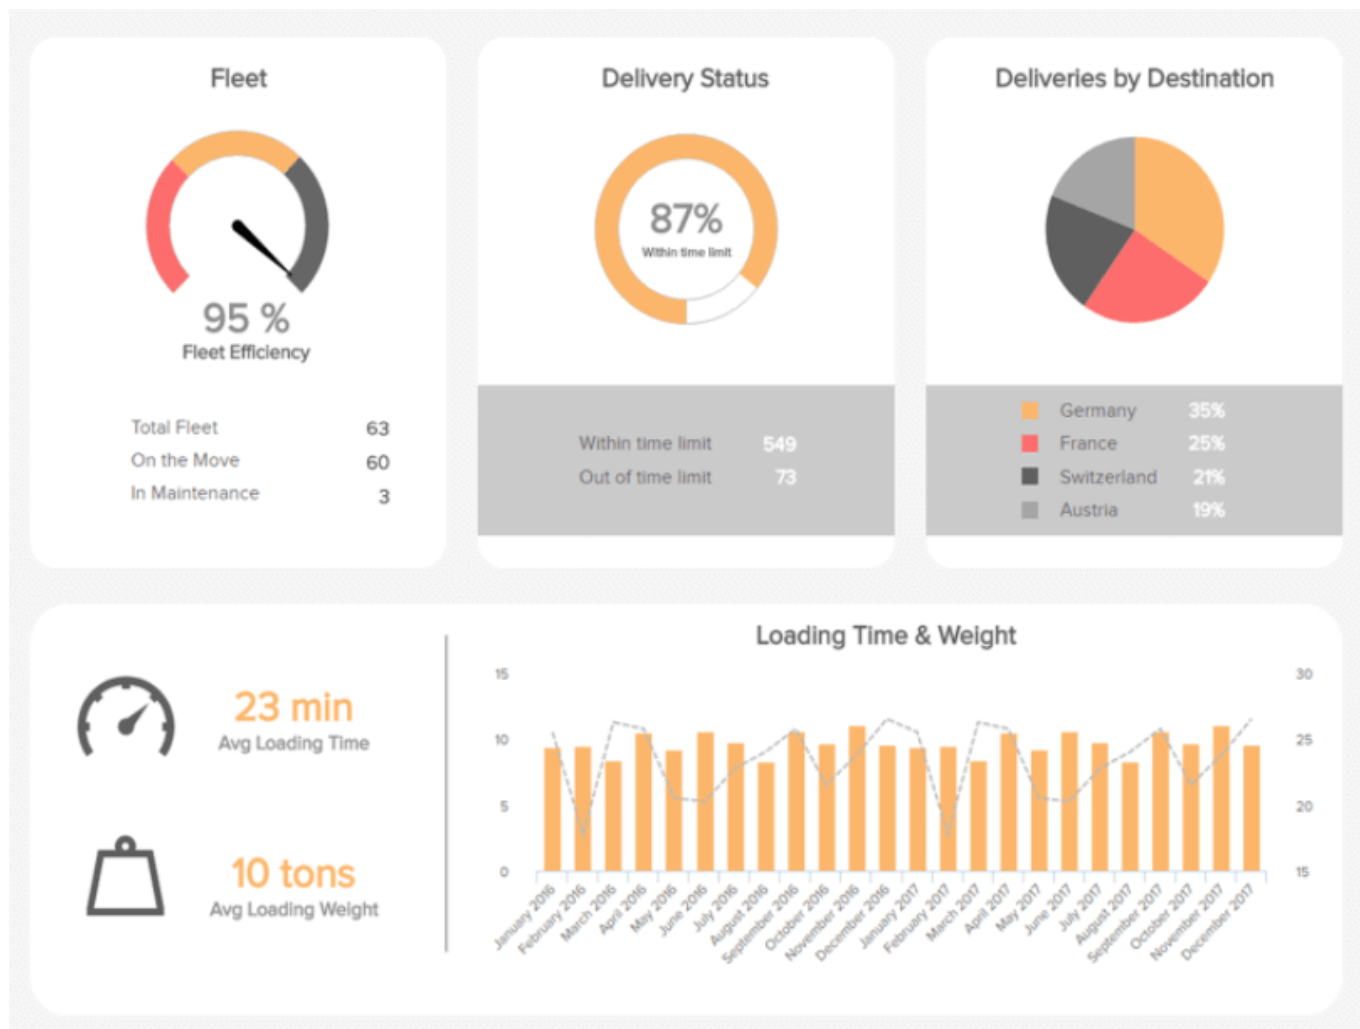 Fleet
95 %
Fleet Efficiency
Total Fleet 63
On the Move 60
In Maintenance 3
Delivery Status
87%
Within time limit
Within time limit 549
Out of time limit 73
Deliveries by Destination
Germany 35%
France 25%
Switzerland 21%
Austria 19%
23 min
Avg Loading Time
10 tons
Avg Loading Weight
Loading Time & Weight
15 30
10 25
5 20
0 15
January 2016
February 2016
March 2016
April 2016
May 2016
June 2016
July 2016
August 2016
September 2016
October 2016
November 2016
December 2016
January 2017
February 2017
March 2017
April 2017
May 2017
June 2017
July 2017
August 2017
September 2017
October 2017
November 2017
December 2017